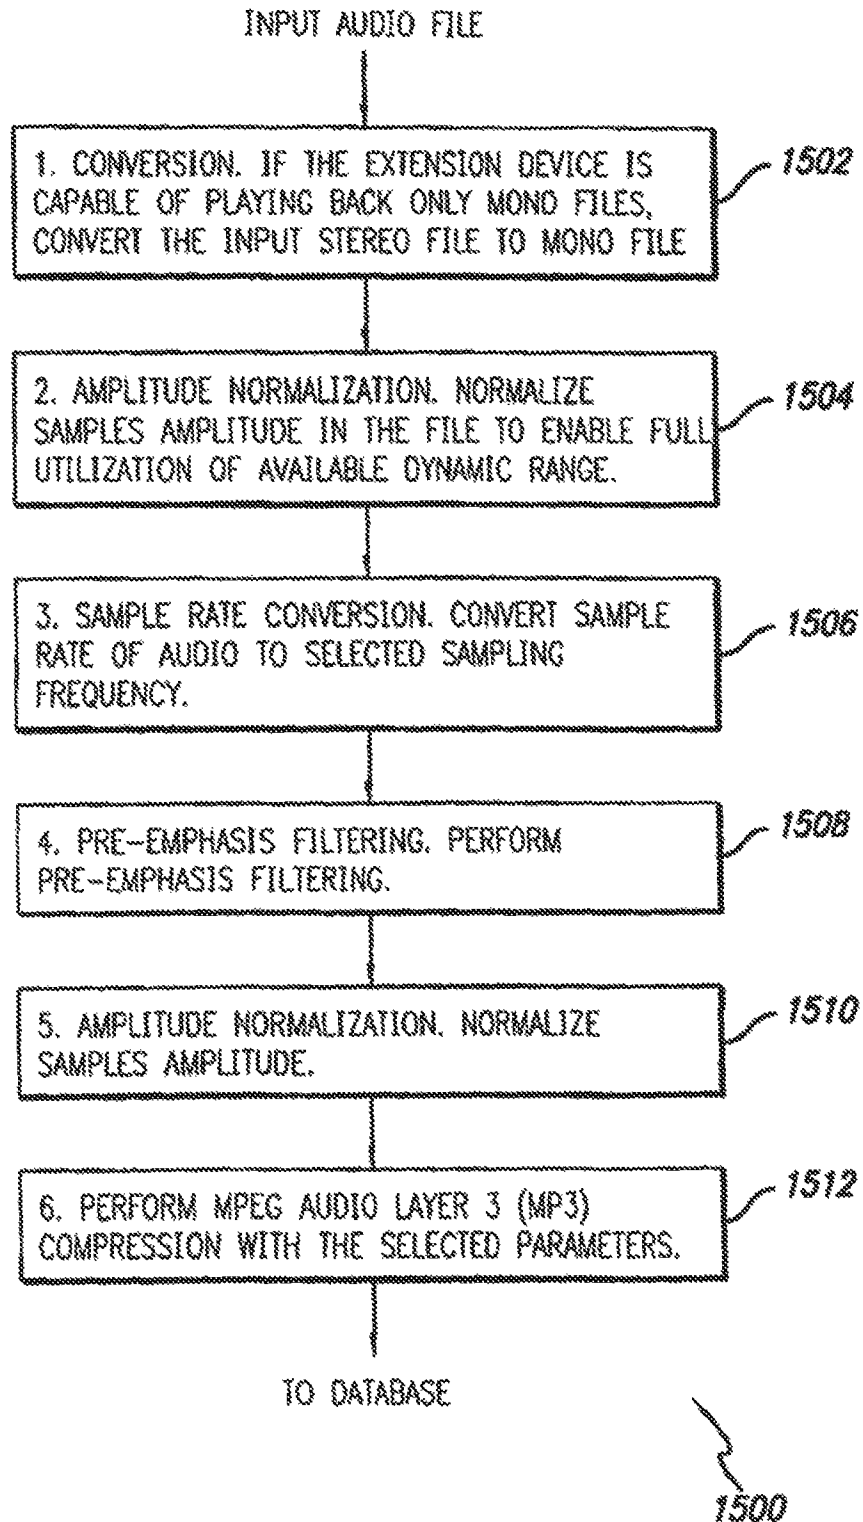 INPUT AUDIO FILE
1. CONVERSION. IF THE EXTENSION DEVICE IS
CAPABLE OF PLAYING BACK ONLY MONO FILES,
CONVERT THE INPUT STEREO FILE TO MONO FILE
1502
2. AMPLITUDE NORMALIZATION. NORMALIZE
SAMPLES AMPLITUDE IN THE FILE TO ENABLE FULL
UTILIZATION OF AVAILABLE DYNAMIC RANGE.
1504
3. SAMPLE RATE CONVERSION. CONVERT SAMPLE
RATE OF AUDIO TO SELECTED SAMPLING
FREQUENCY.
1506
4. PRE-EMPHASIS FILTERING. PERFORM
PRE-EMPHASIS FILTERING.
1508
5. AMPLITUDE NORMALIZATION. NORMALIZE
SAMPLES AMPLITUDE.
1510
6. PERFORM MPEG AUDIO LAYER 3 (MP3)
COMPRESSION WITH THE SELECTED PARAMETERS.
1512
TO DATABASE
1500